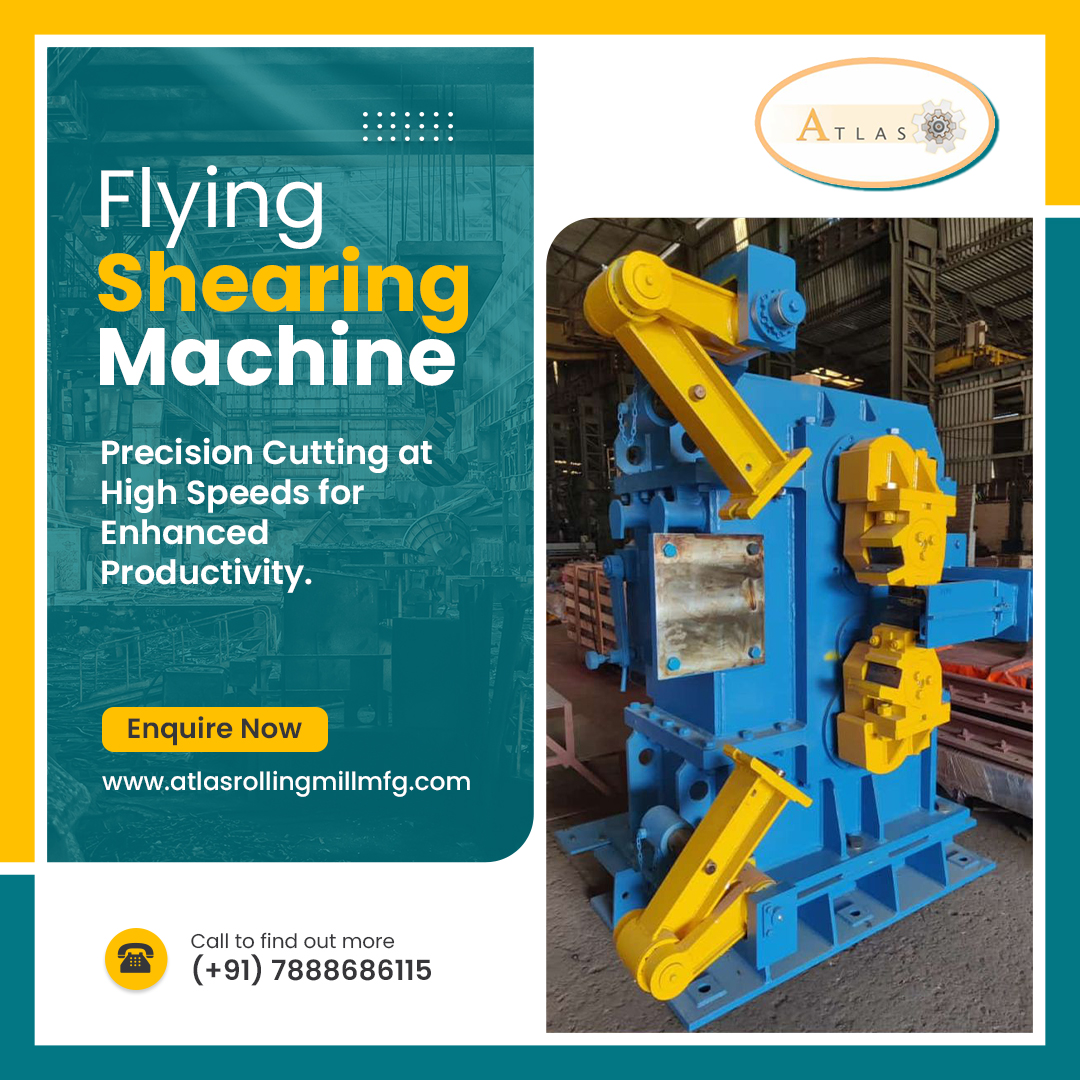 ATLAS
Flying
Shearing
Machine
Precision Cutting at
High Speeds for
Enhanced
Productivity.
Enquire Now
www.atlasrollingmillmfg.com
Call to find out more
(+91) 7888686115